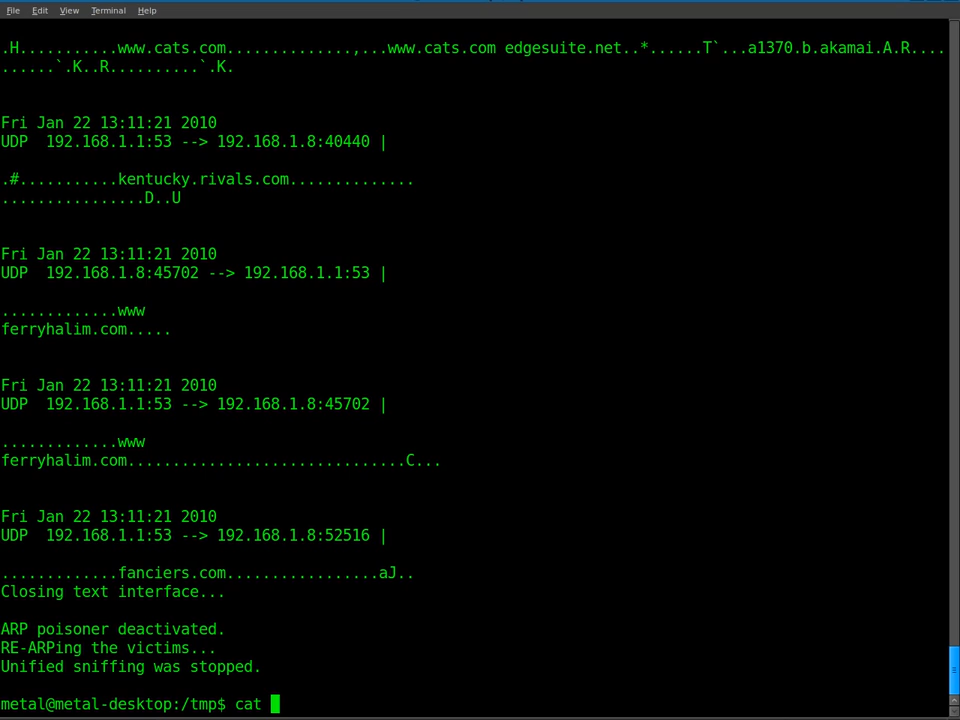 File Edit View Terminal Help
.H...........www.cats.com..............,...www.cats.com edgesuite.net..*......T`...a1370.b.akamai.A.R....
......`.K..R..........`.K.
Fri Jan 22 13:11:21 2010
UDP  192.168.1.1:53 --> 192.168.1.8:40440 |
.#...........kentucky.rivals.com..............
................D..U
Fri Jan 22 13:11:21 2010
UDP  192.168.1.8:45702 --> 192.168.1.1:53 |
.............www
ferryhalim.com.....
Fri Jan 22 13:11:21 2010
UDP  192.168.1.1:53 --> 192.168.1.8:45702 |
.............www
ferryhalim.com...............................C...
Fri Jan 22 13:11:21 2010
UDP  192.168.1.1:53 --> 192.168.1.8:52516 |
.............fanciers.com.................aJ..
Closing text interface...
ARP poisoner deactivated.
RE-ARPing the victims...
Unified sniffing was stopped.
metal@metal-desktop:/tmp$ cat